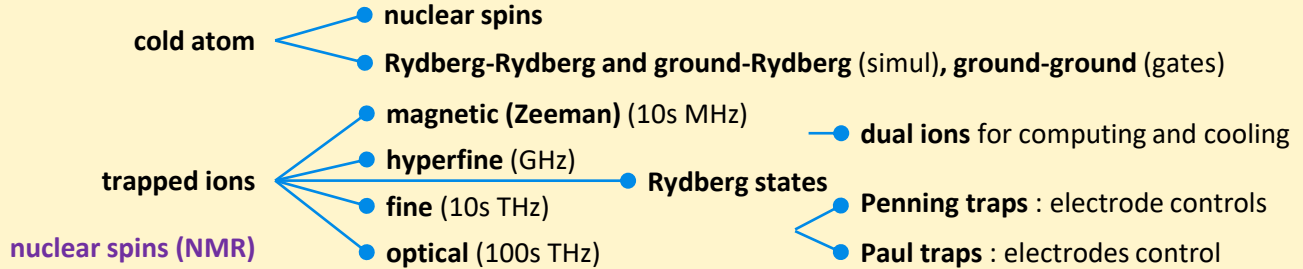 cold atom
nuclear spins
Rydberg-Rydberg and ground-Rydberg (simul), ground-ground (gates)
trapped ions
magnetic (Zeeman) (10s MHz)
hyperfine (GHz)
fine (10s THz)
optical (100s THz)
Rydberg states
dual ions for computing and cooling
Penning traps : electrode controls
Paul traps : electrodes control
nuclear spins (NMR)